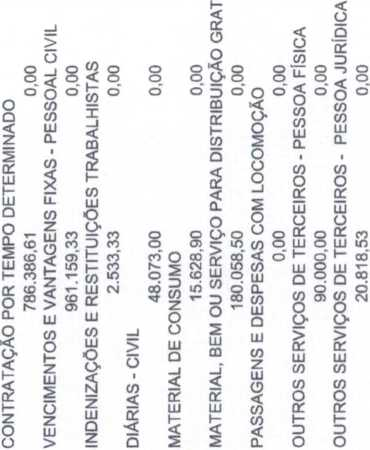 CONTRATAÇÃO POR TEMPO DETERMINADO
786.386,61 0,00
VENCIMENTOS E VANTAGENS FIXAS - PESSOAL CIVIL
961.159,33 0,00
INDENIZAÇÕES E RESTITUIÇÕES TRABALHISTAS
2.533,33 0,00
DIÁRIAS - CIVIL
48.073,00 0,00
MATERIAL DE CONSUMO
15.628,90 0,00
MATERIAL, BEM OU SERVIÇO PARA DISTRIBUIÇÃO GRAT
180.058,50 0,00
PASSAGENS E DESPESAS COM LOCOMOÇÃO
0,00 0,00
OUTROS SERVIÇOS DE TERCEIROS - PESSOA FÍSICA
90.000,00 0,00
OUTROS SERVIÇOS DE TERCEIROS - PESSOA JURÍDICA
20.818,53 0,00